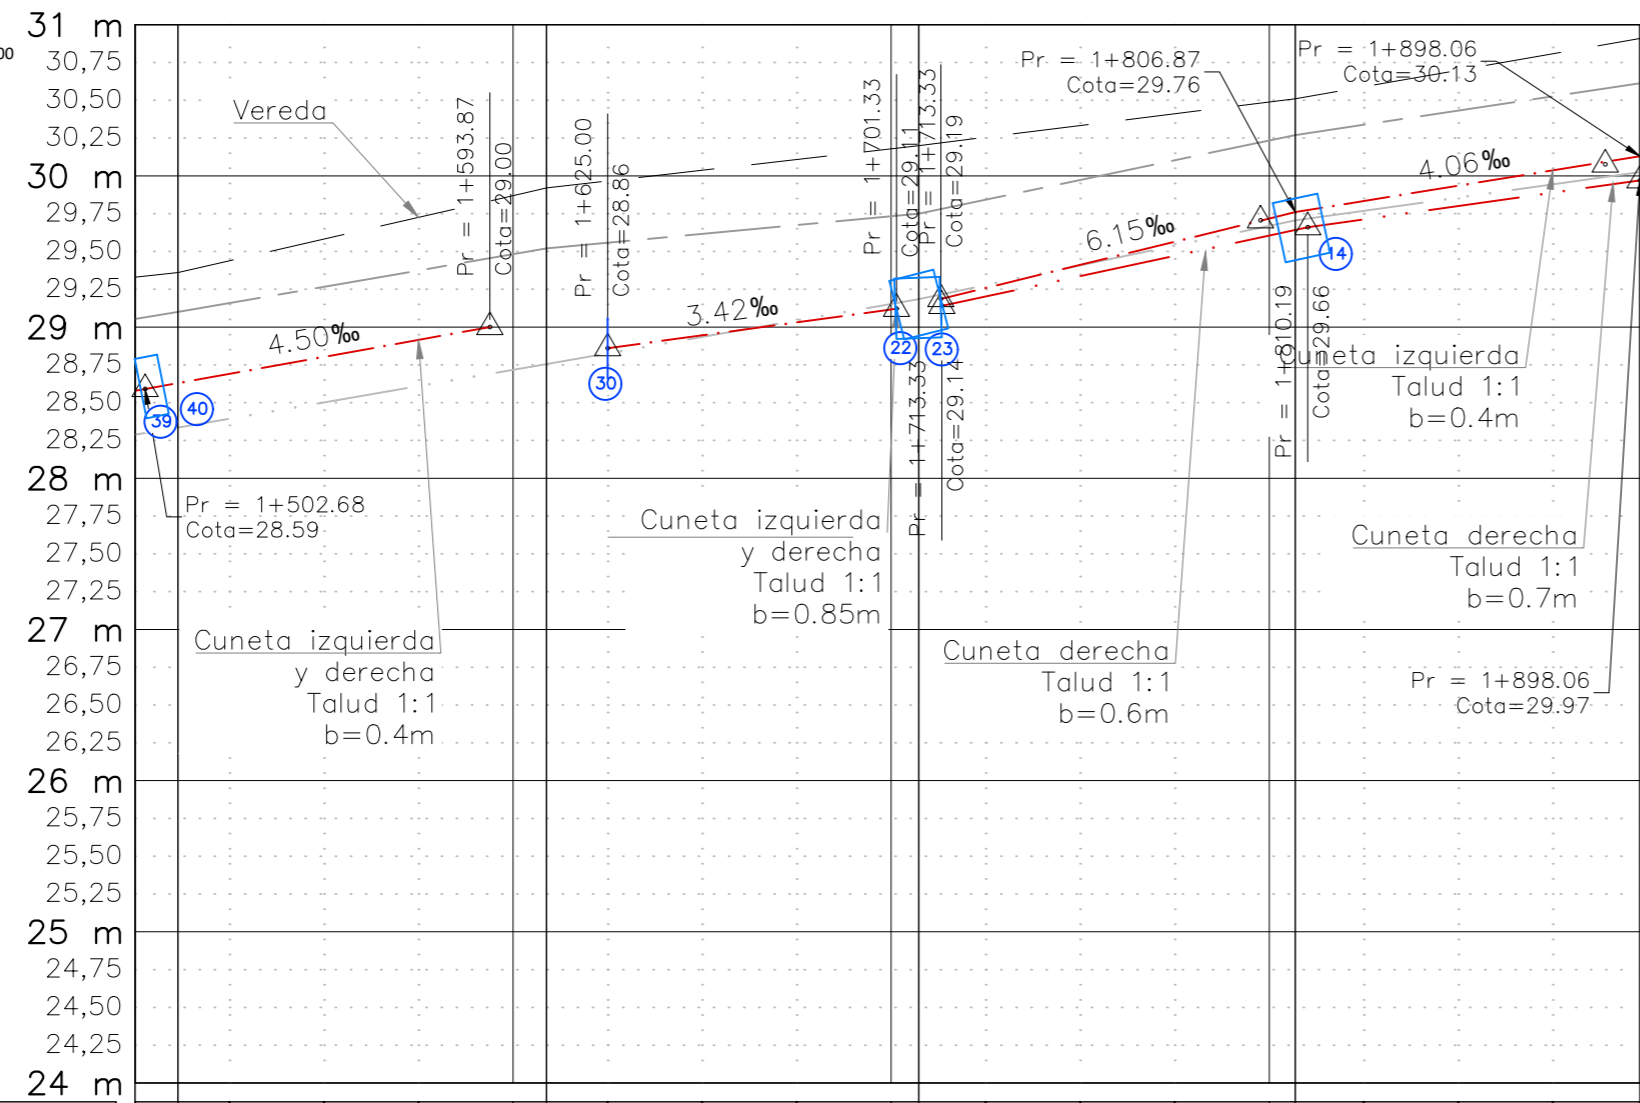 31 m
00
30,75
30,50
30,25
30 m
29,75
29,50
29,25
29 m
28,75
28,50
28,25
28 m
27,75
27,50
27,25
27 m
26,75
26,50
26,25
26 m
25,75
25,50
25,25
25 m
24,75
24,50
24,25
24 m
Vereda
Pr = 1+593.87
Cota=29.00
Pr = 1+625.00
Cota=28.86
Pr = 1+701.33
Cota=29.11
Pr = 1+713.33
Cota=29.19
Pr = 1+806.87
Cota=29.76
Pr = 1+898.06
Cota=30.13
4.50‰
3.42‰
6.15‰
4.06‰
39
40
30
22
23
14
Pr = 1+502.68
Cota=28.59
Pr = 1+713.33
Cota=29.14
Pr = 1+810.19
Cota=29.66
Cuneta izquierda
Talud 1:1
b=0.4m
Cuneta izquierda
y derecha
Talud 1:1
b=0.85m
Cuneta derecha
Talud 1:1
b=0.7m
Cuneta izquierda
y derecha
Talud 1:1
b=0.4m
Cuneta derecha
Talud 1:1
b=0.6m
Pr = 1+898.06
Cota=29.97